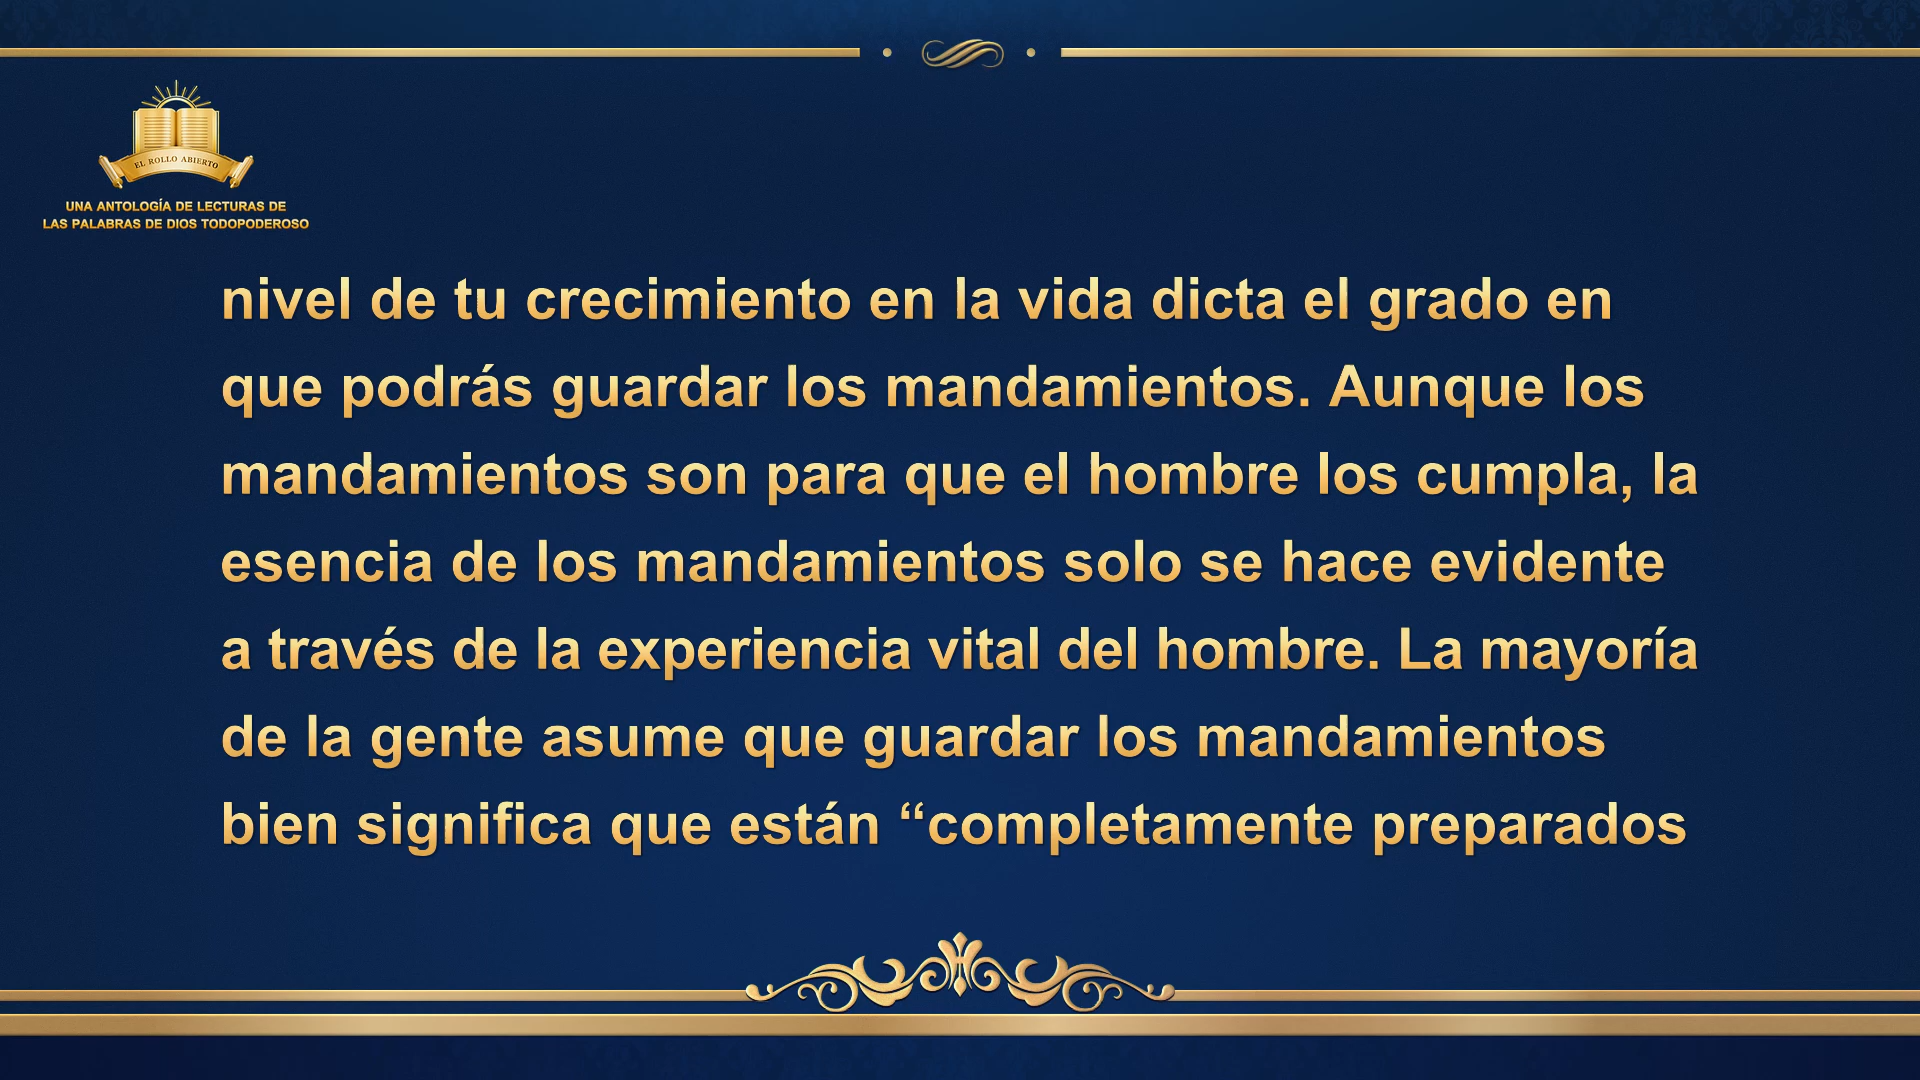 EL ROLLO ABIERTO
UNA ANTOLOGÍA DE LECTURAS DE
LAS PALABRAS DE DIOS TODOPODEROSO
nivel de tu crecimiento en la vida dicta el grado en
que podrás guardar los mandamientos. Aunque los
mandamientos son para que el hombre los cumpla, la
esencia de los mandamientos solo se hace evidente
a través de la experiencia vital del hombre. La mayoría
de la gente asume que guardar los mandamientos
bien significa que están “completamente preparados